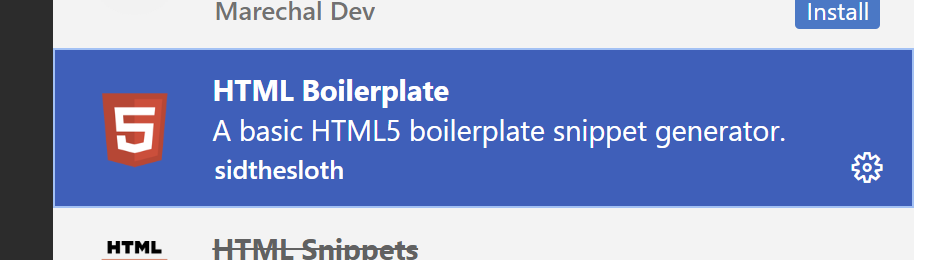 Marechal Dev
Install
HTML Boilerplate
A basic HTML5 boilerplate snippet generator.
sidthesloth
HTML
HTML Snippets